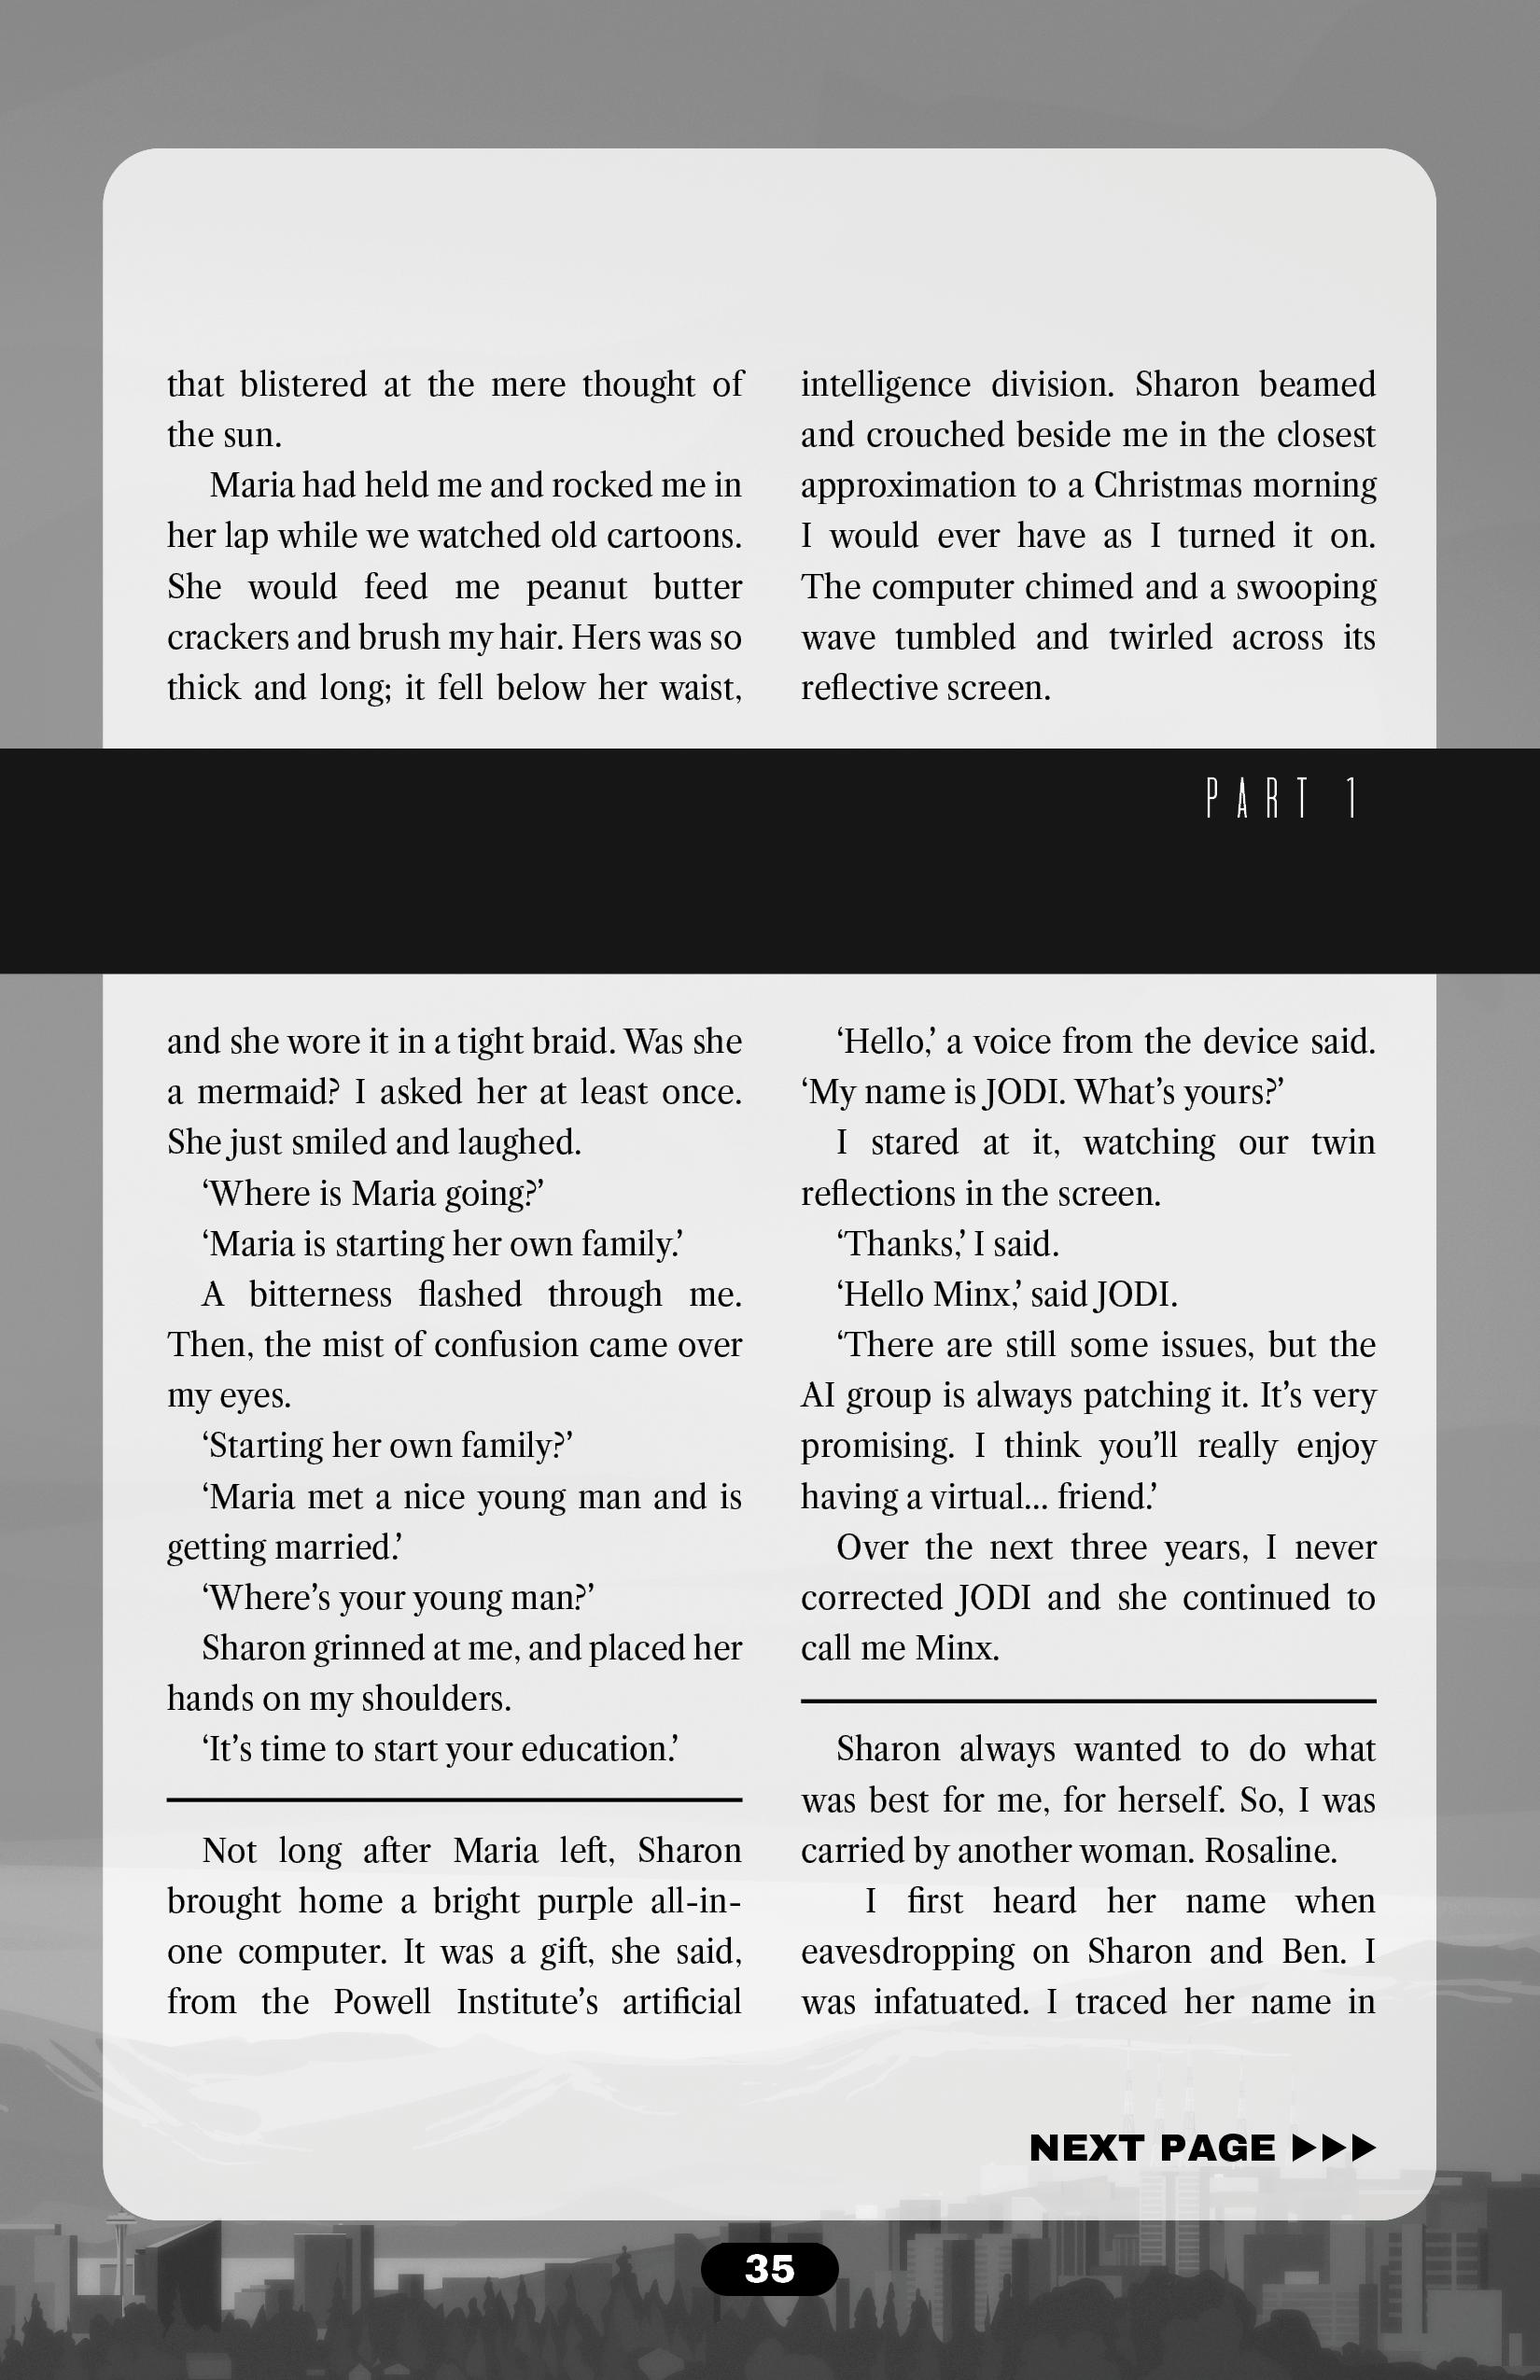 that blistered at the mere thought of
the sun.
Maria had held me and rocked me in
her lap while we watched old cartoons.
She would feed me peanut butter
crackers and brush my hair. Hers was so
thick and long; it fell below her waist,
and she wore it in a tight braid. Was she
a mermaid? I asked her at least once.
She just smiled and laughed.
‘Where is Maria going?’
‘Maria is starting her own family.’
A bitterness flashed through me.
Then, the mist of confusion came over
my eyes.
‘Starting her own family?’
‘Maria met a nice young man and is
getting married.’
‘Where’s your young man?’
Sharon grinned at me, and placed her
hands on my shoulders.
‘It’s time to start your education.’
Not long after Maria left, Sharon
brought home a bright purple all-in-
one computer. It was a gift, she said,
from the Powell Institute’s artificial
intelligence division. Sharon beamed
and crouched beside me in the closest
approximation to a Christmas morning
I would ever have as I turned it on.
The computer chimed and a swooping
wave tumbled and twirled across its
reflective screen.
PART 1
‘Hello,’ a voice from the device said.
‘My name is JODI. What’s yours?’
I stared at it, watching our twin
reflections in the screen.
‘Thanks,’ I said.
‘Hello Minx,’ said JODI.
‘There are still some issues, but the
AI group is always patching it. It’s very
promising. I think you’ll really enjoy
having a virtual... friend.’
Over the next three years, I never
corrected JODI and she continued to
call me Minx.
Sharon always wanted to do what
was best for me, for herself. So, I was
carried by another woman. Rosaline.
I first heard her name when
eavesdropping on Sharon and Ben. I
was infatuated. I traced her name in
NEXT PAGE ▶▶▶
35